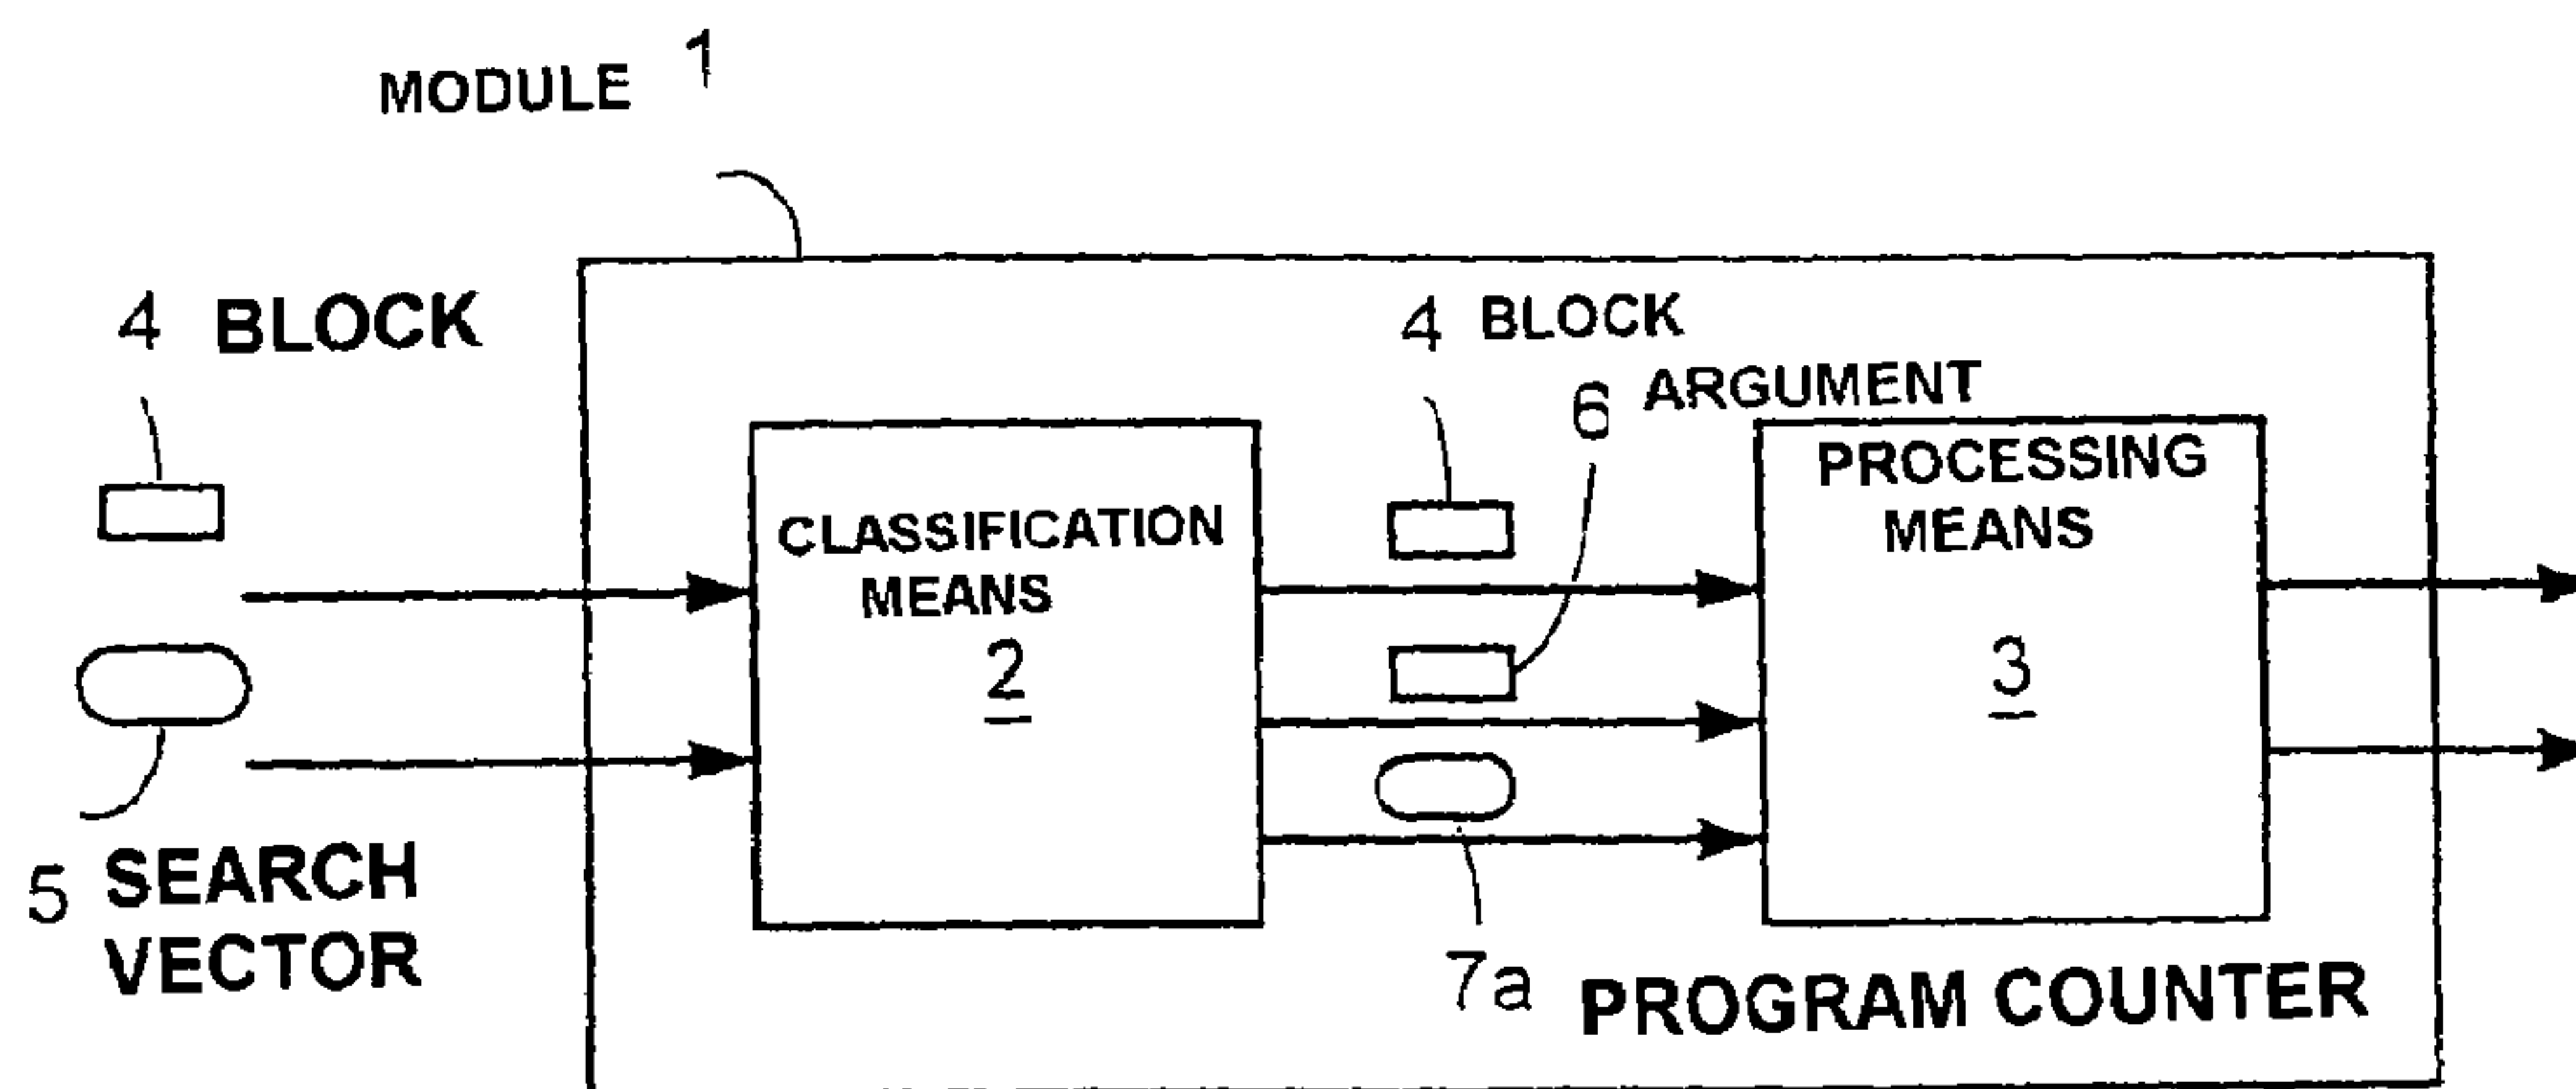 MODULE 1
4 BLOCK
4 BLOCK
6 ARGUMENT
CLASSIFICATION
MEANS
2
PROCESSING
MEANS
3
5 SEARCH
VECTOR
7a PROGRAM COUNTER